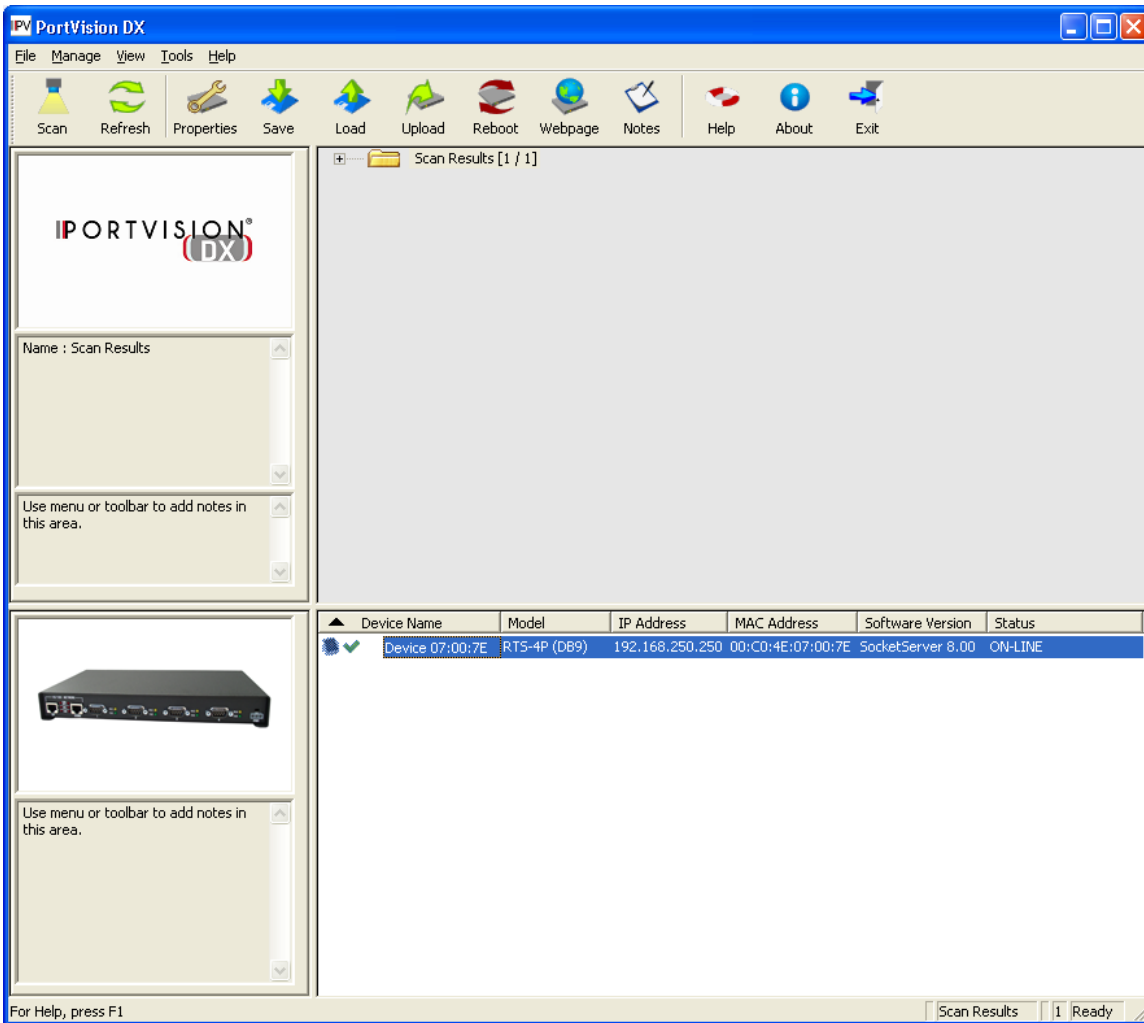 IPV PortVision DX
File Manage View Tools Help
Scan Refresh Properties Save Load Upload Reboot Webpage Notes Help About Exit
Scan Results [1 / 1]
PORTVISION®
DX
Name : Scan Results
Use menu or toolbar to add notes in
this area.
Device Name Model IP Address MAC Address Software Version Status
Device 07:00:7E RTS-4P (DB9) 192.168.250.250 00:C0:4E:07:00:7E SocketServer 8.00 ON-LINE
Use menu or toolbar to add notes in
this area.
For Help, press F1 Scan Results 1 Ready